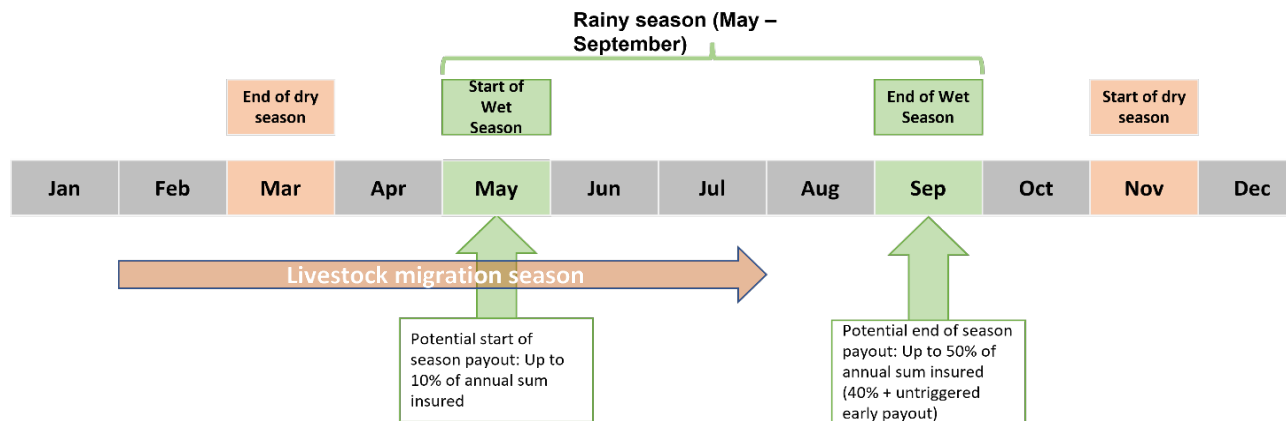 Rainy season (May –
September)
End of dry
season
Start of
Wet
Season
End of Wet
Season
Start of dry
season
Jan
Feb
Mar
Apr
May
Jun
Jul
Aug
Sep
Oct
Nov
Dec
Livestock migration season
Potential start of
season payout: Up to
10% of annual sum
insured
Potential end of season
payout: Up to 50% of
annual sum insured
(40% + untriggered
early payout)